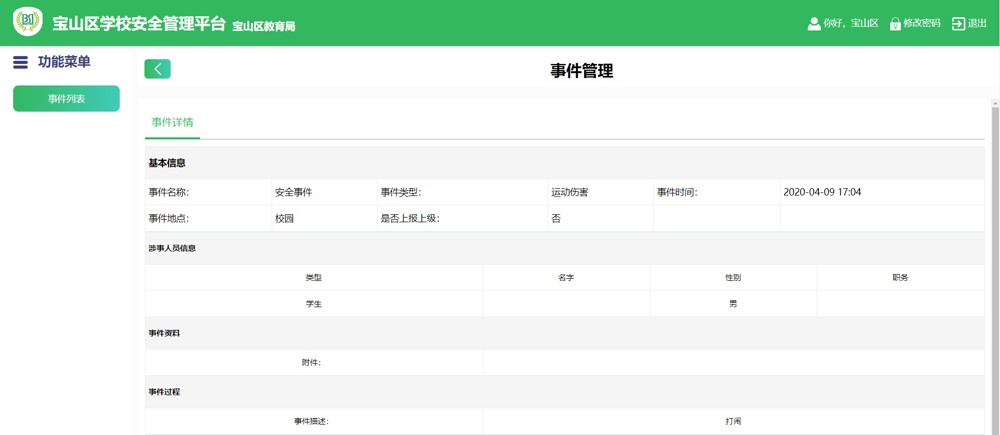 宝山区学校安全管理平台 宝山区教育局
你好，宝山区 修改密码 退出
功能菜单
事件管理
事件列表
事件详情
基本信息
事件名称： 安全事件 事件类型： 运动伤害 事件时间： 2020-04-09 17:04
事件地点： 校园 是否上报上级： 否
涉事人员信息
类型 名字 性别 职务
学生 男
事件资料
附件：
事件过程
事件描述： 打闹